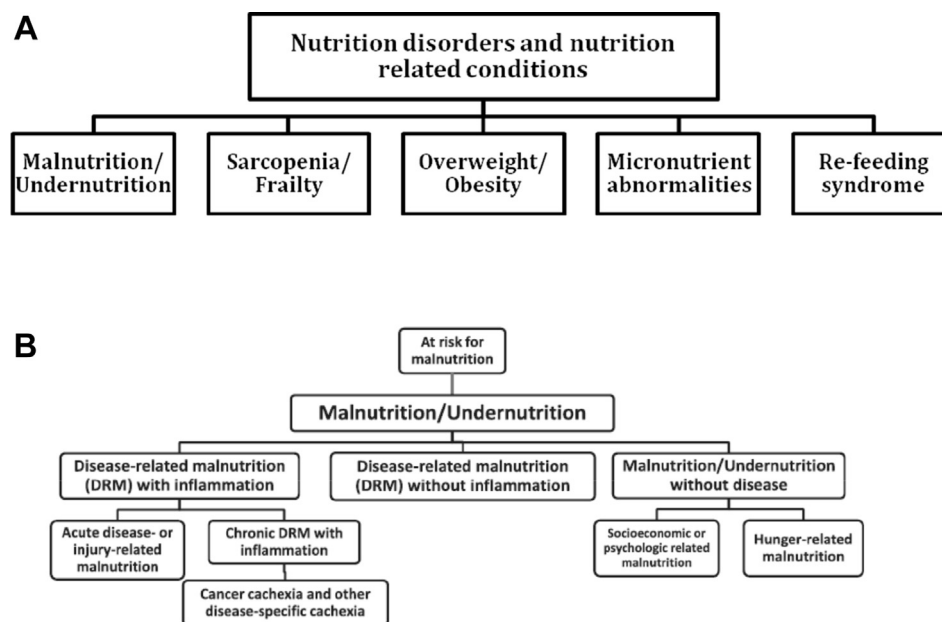 A
Nutrition disorders and nutrition
related conditions
Malnutrition/
Undernutrition
Sarcopenia/
Frailty
Overweight/
Obesity
Micronutrient
abnormalities
Re-feeding
syndrome
B
At risk for
malnutrition
Malnutrition/Undernutrition
Disease-related malnutrition
(DRM) with inflammation
Disease-related malnutrition
(DRM) without inflammation
Malnutrition/Undernutrition
without disease
Acute disease- or
injury-related
malnutrition
Chronic DRM with
inflammation
Socioeconomic or
psychologic related
malnutrition
Hunger-related
malnutrition
Cancer cachexia and other
disease-specific cachexia